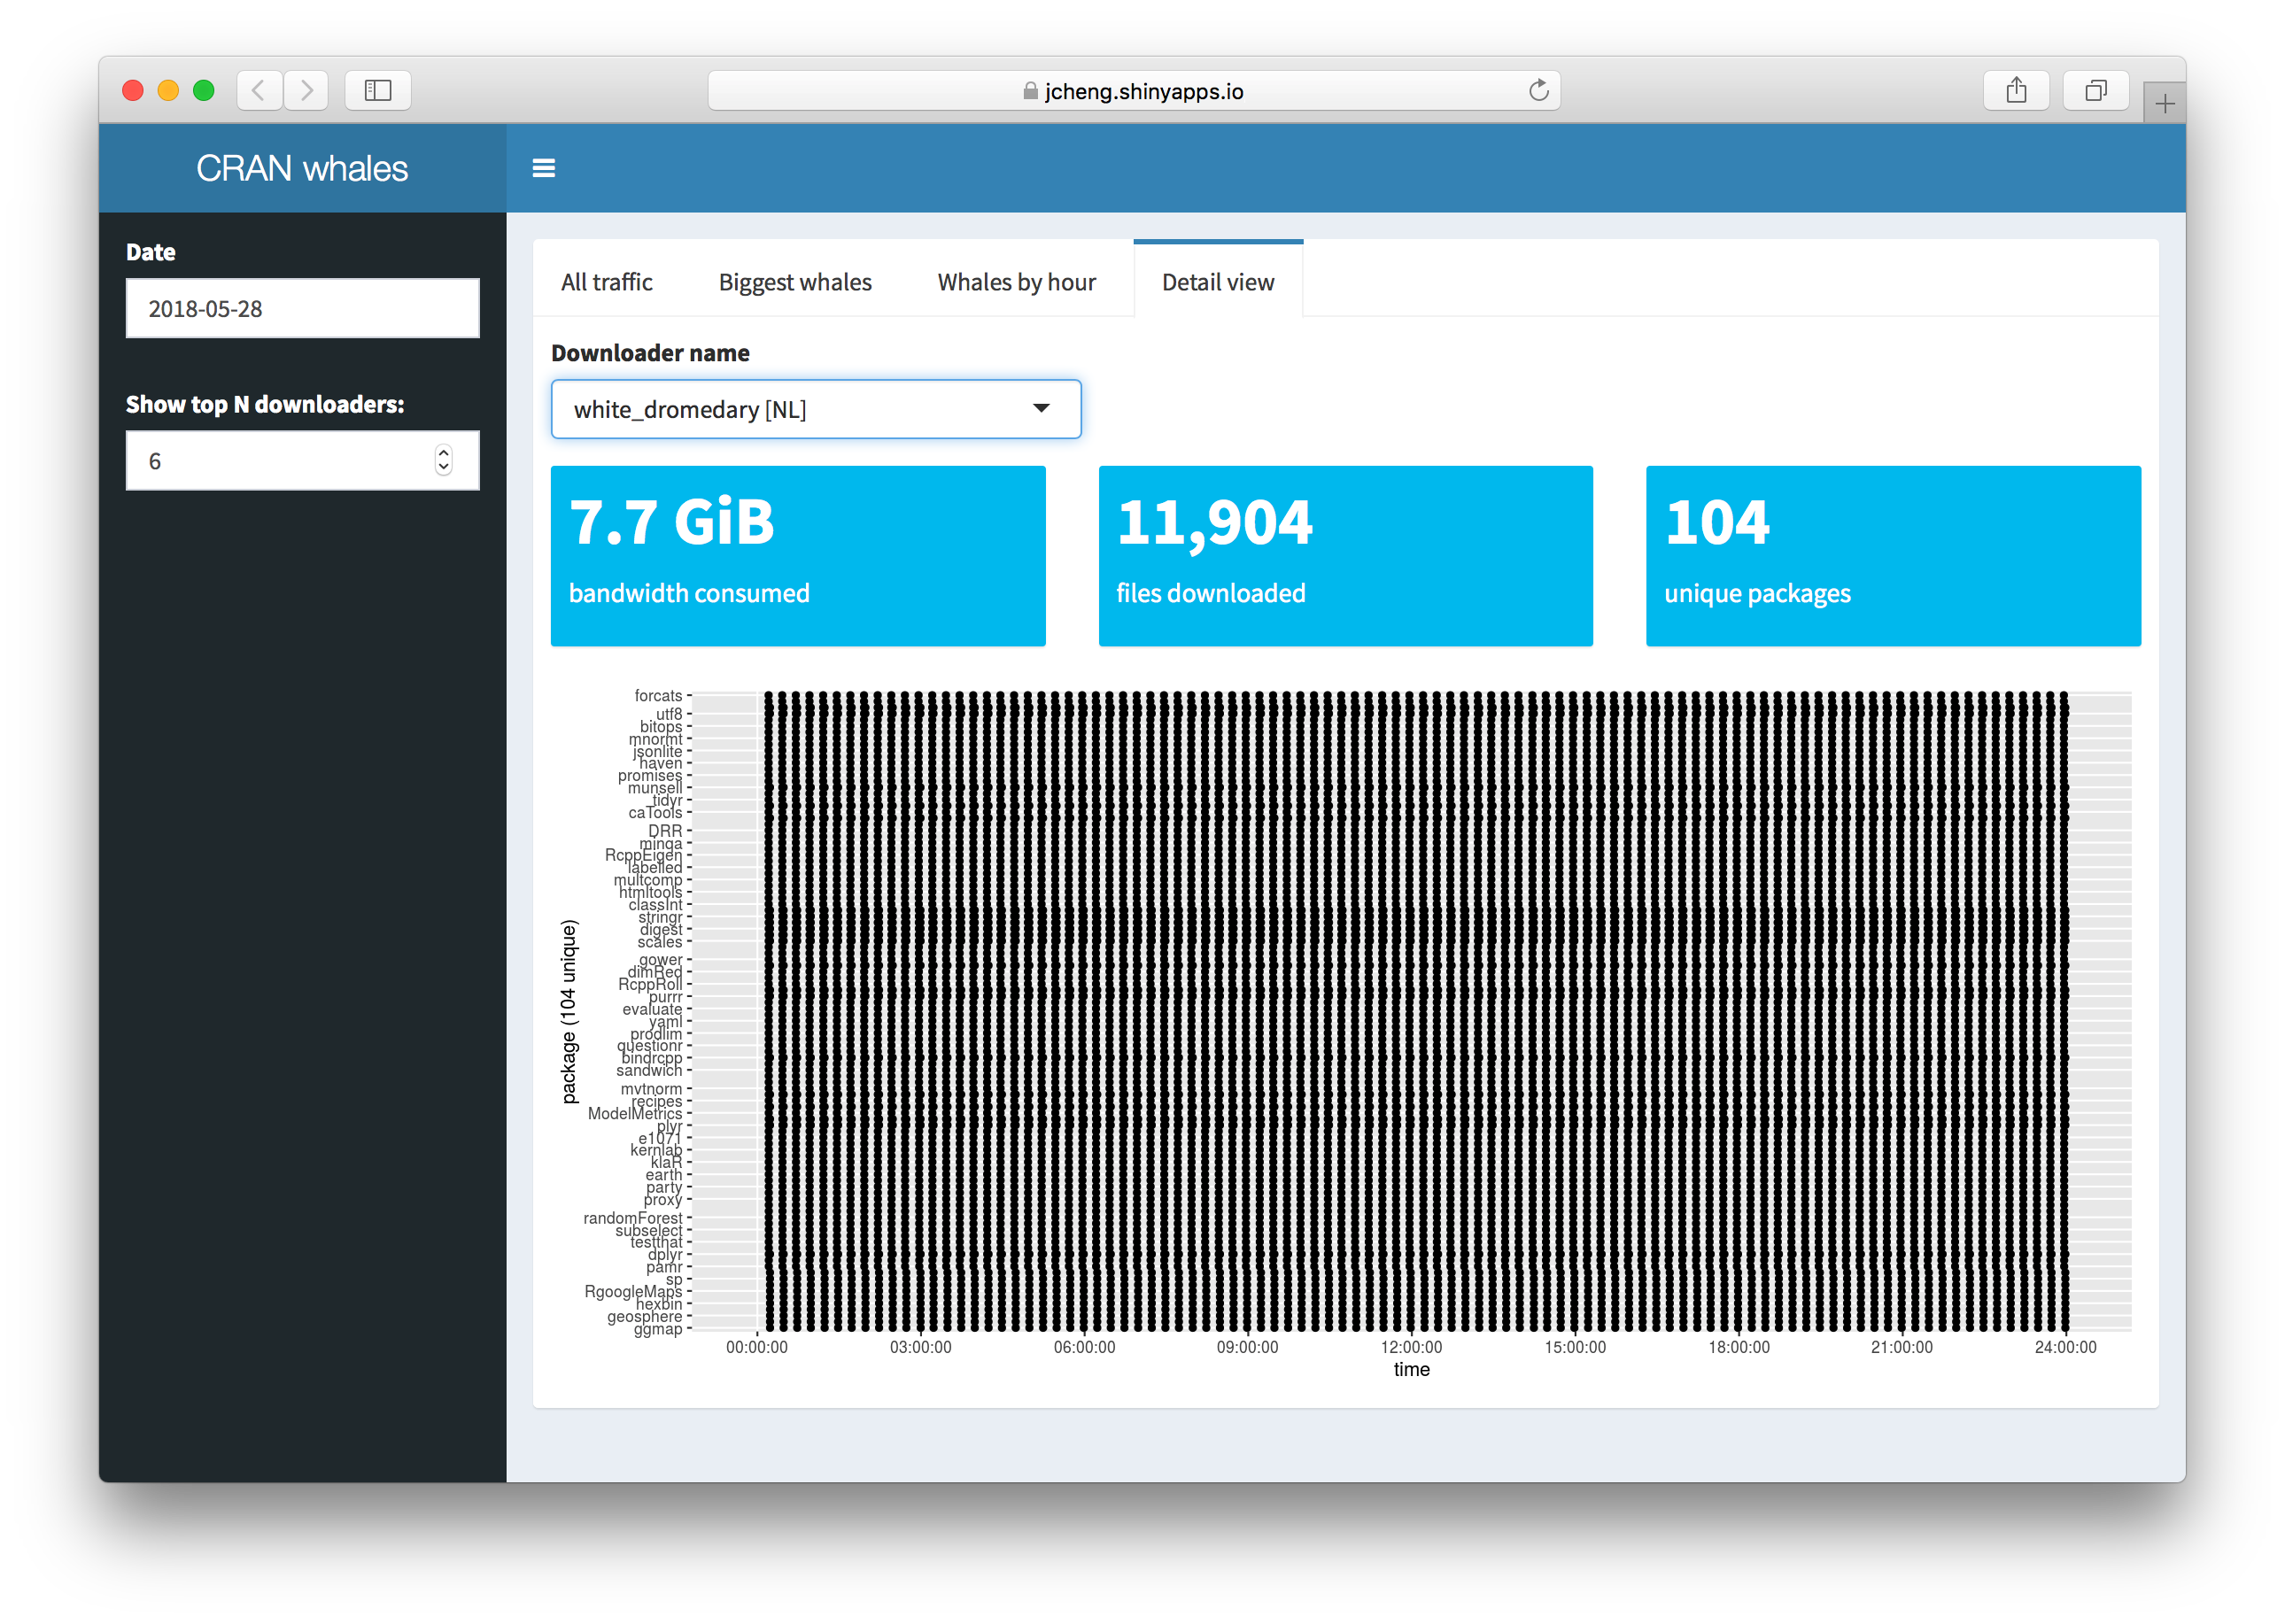 jcheng.shinyapps.io
CRAN whales
Date
2018-05-28
Show top N downloaders:
6
All traffic Biggest whales Whales by hour Detail view
Downloader name
white_dromedary [NL]
7.7 GiB
bandwidth consumed
11,904
files downloaded
104
unique packages
package (104 unique)
forcats
utf8
bitops
mnormt
jsonlite
haven
promises
munsell
tidyr
caTools
DRR
minqa
RcppEigen
labelled
multcomp
htmltools
classInt
stringr
digest
scales
gower
dimRed
RcppRoll
purrr
evaluate
yaml
prodlim
questionr
bindrcpp
sandwich
mvtnorm
recipes
ModelMetrics
plyr
e1071
kernlab
klaR
earth
party
proxy
randomForest
subselect
testthat
dplyr
pamr
sp
RgoogleMaps
hexbin
geosphere
ggmap
00:00:00 03:00:00 06:00:00 09:00:00 12:00:00 15:00:00 18:00:00 21:00:00 24:00:00
time